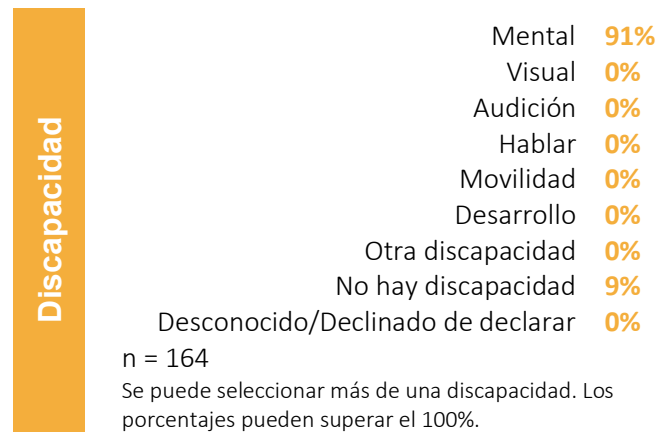 Discapacidad
Mental 91%
Visual 0%
Audición 0%
Hablar 0%
Movilidad 0%
Desarrollo 0%
Otra discapacidad 0%
No hay discapacidad 9%
Desconocido/Declinado de declarar 0%
n = 164
Se puede seleccionar más de una discapacidad. Los
porcentajes pueden superar el 100%.